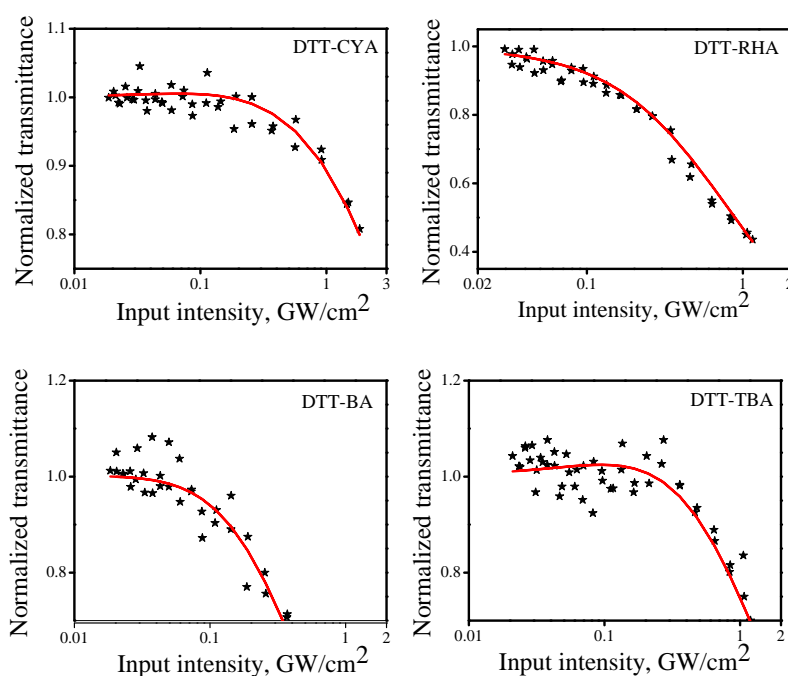 1.1
DTT-CYA
1.0
0.9
0.8
Normalized transmittance
0.01 0.1 1 3
Input intensity, GW/cm2
DTT-RHA
1.0
0.8
0.6
0.4
Normalized transmittance
0.02 0.1 1 2
Input intensity, GW/cm2
1.2
DTT-BA
1.0
0.8
Normalized transmittance
0.01 0.1 1 2
Input intensity, GW/cm2
1.2
DTT-TBA
1.0
0.8
Normalized transmittance
0.01 0.1 1 2
Input intensity, GW/cm2